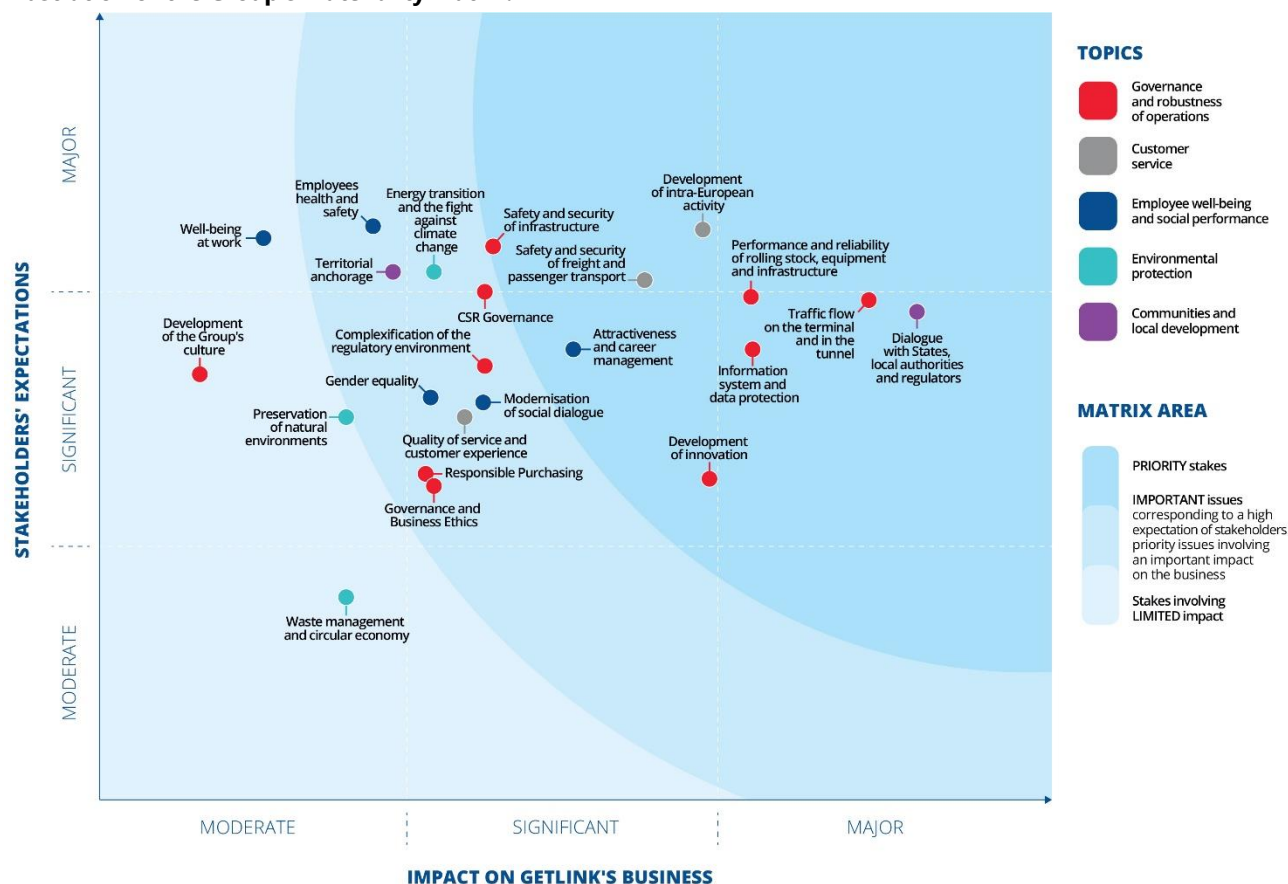 MAJOR
SIGNIFICANT
MODERATE
STAKEHOLDERS' EXPECTATIONS
Well-being
at work
Employees
health and
safety
Energy transition
and the fight
against
climate
change
Territorial
anchorage
Safety and security
of infrastructure
Safety and security
of freight and
passenger transport
Development
of intra-European
activity
Performance and reliability
of rolling stock, equipment
and infrastructure
Traffic flow
on the terminal
and in the
tunnel
Dialogue
with States,
local authorities
and regulators
Development
of the Group's
culture
CSR Governance
Complexification of the
regulatory environment
Attractiveness
and career
management
Information
system and
data protection
Gender equality
Modernisation
of social dialogue
Preservation
of natural
environments
Quality of service and
customer experience
Development
of innovation
Responsible Purchasing
Governance and
Business Ethics
Waste management
and circular economy
MODERATE
SIGNIFICANT
MAJOR
IMPACT ON GETLINK'S BUSINESS
TOPICS
Governance
and robustness
of operations
Customer
service
Employee well-being
and social performance
Environmental
protection
Communities and
local development
MATRIX AREA
PRIORITY stakes
IMPORTANT issues
corresponding to a high
expectation of stakeholders
priority issues involving
an important impact
on the business
Stakes involving
LIMITED impact